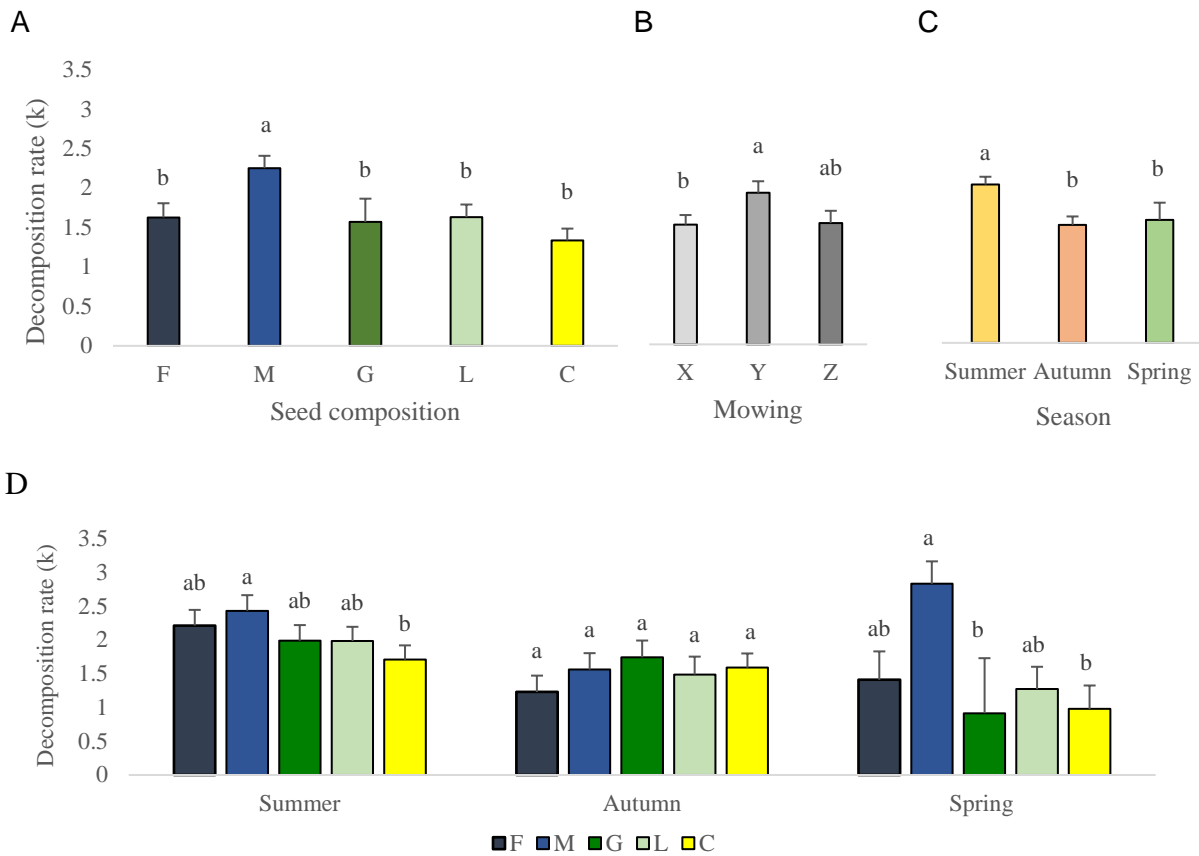 A
B
C
Decomposition rate (k)
3.5
3
2.5
2
1.5
1
0.5
0
b
a
b
b
b
F
M
G
L
C
Seed composition
b
a
ab
X
Y
Z
Mowing
a
b
b
Summer Autumn Spring
Season
D
Decomposition rate (k)
3.5
3
2.5
2
1.5
1
0.5
0
ab
a
ab
ab
b
a
a
a
a
a
ab
a
b
ab
b
Summer
Autumn
Spring
F M G L C